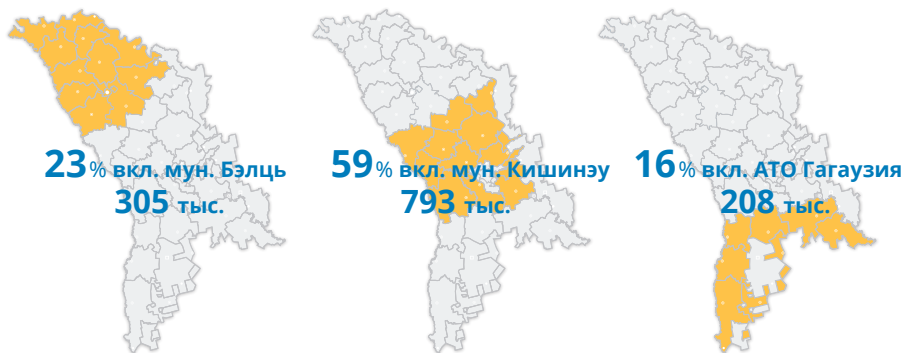 23% вкл. мун. Бэлць
305 тыс.
59% вкл. мун. Кишинэу
793 тыс.
16% вкл. АТО Гагаузия
208 тыс.